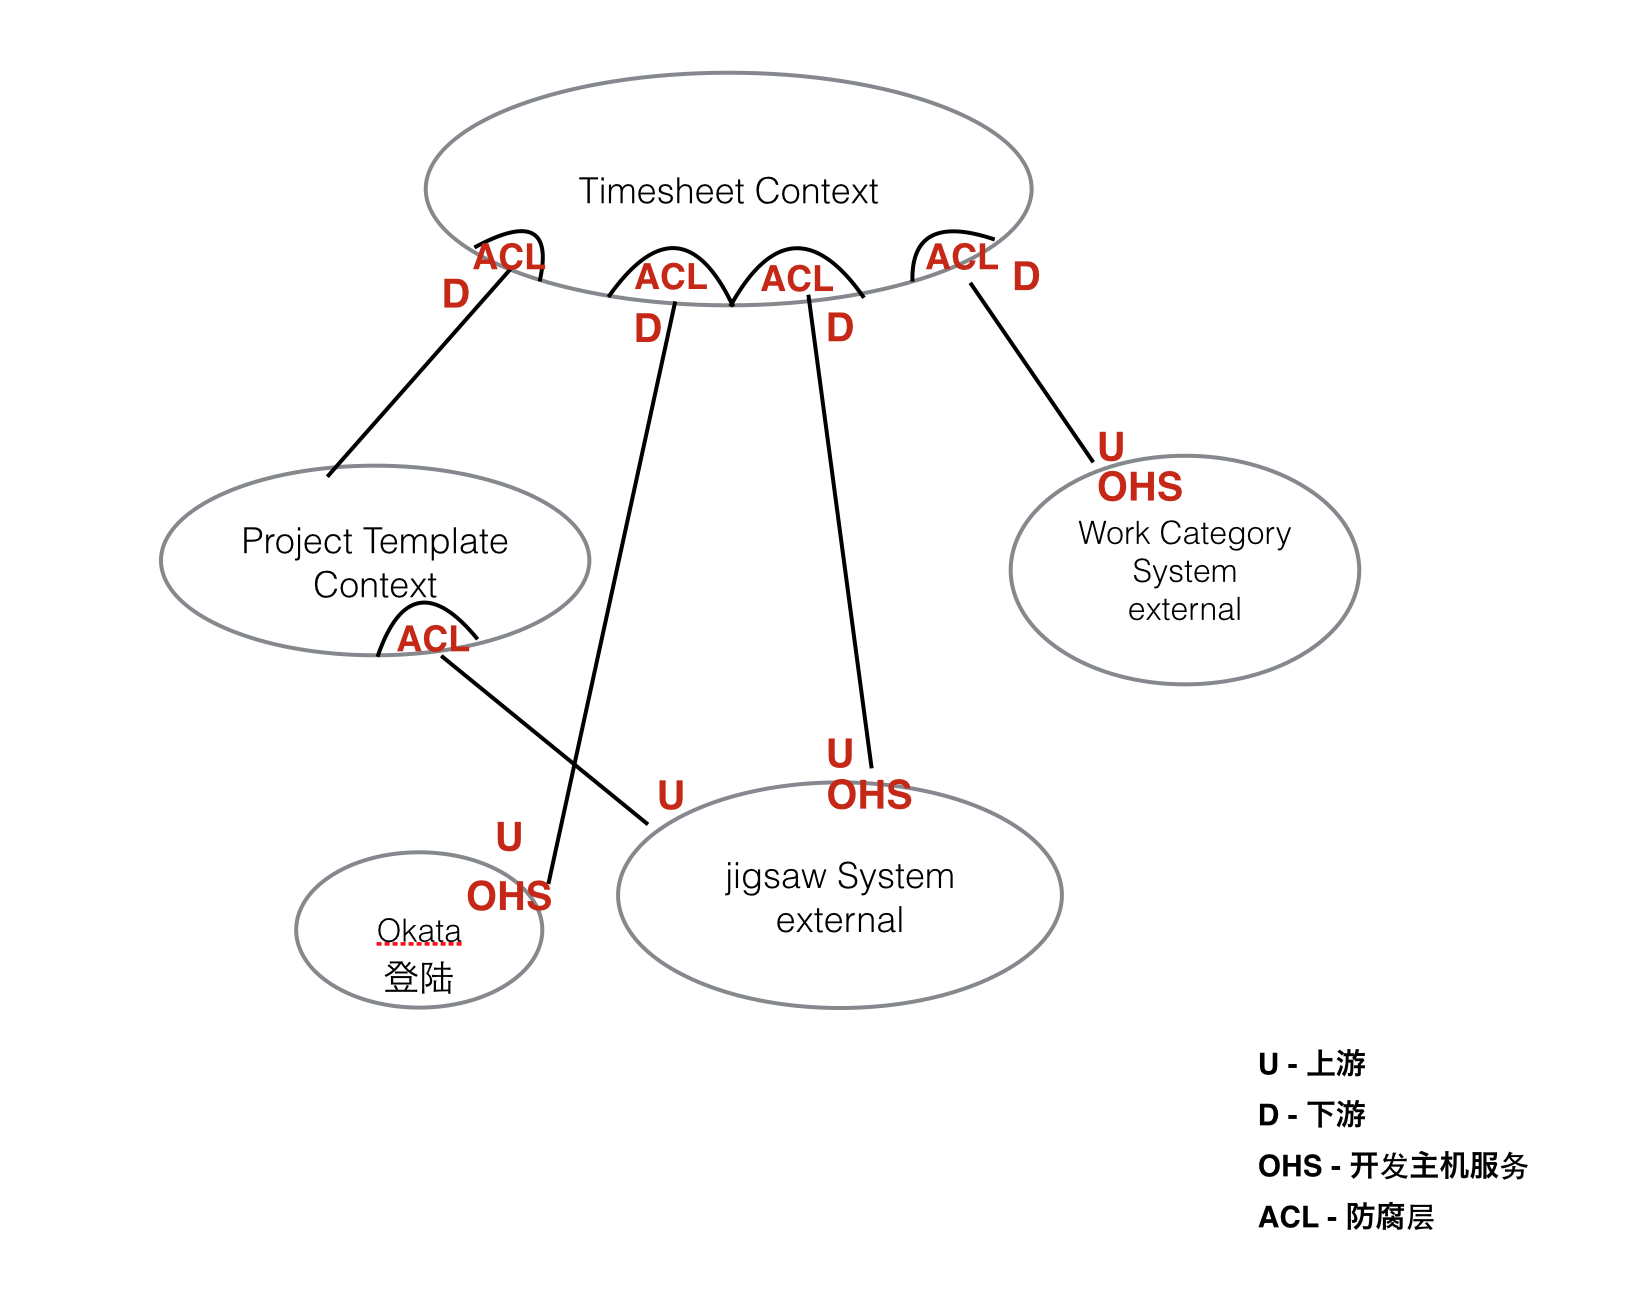 Timesheet Context
ACL
ACL
ACL
ACL
D
D
D
D
U
OHS
Work Category
System
external
Project Template
Context
ACL
U
OHS
U
U
OHS
jigsaw System
external
Okata
登陆
U - 上游
D - 下游
OHS - 开发主机服务
ACL - 防腐层